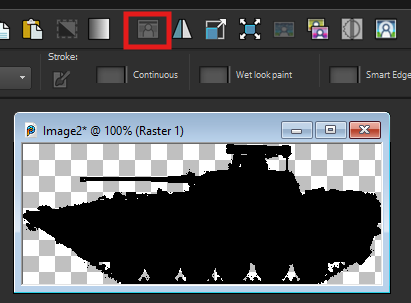 Stroke:
Continuous
Wet look paint
Smart Edge
Image2* @ 100% (Raster 1)